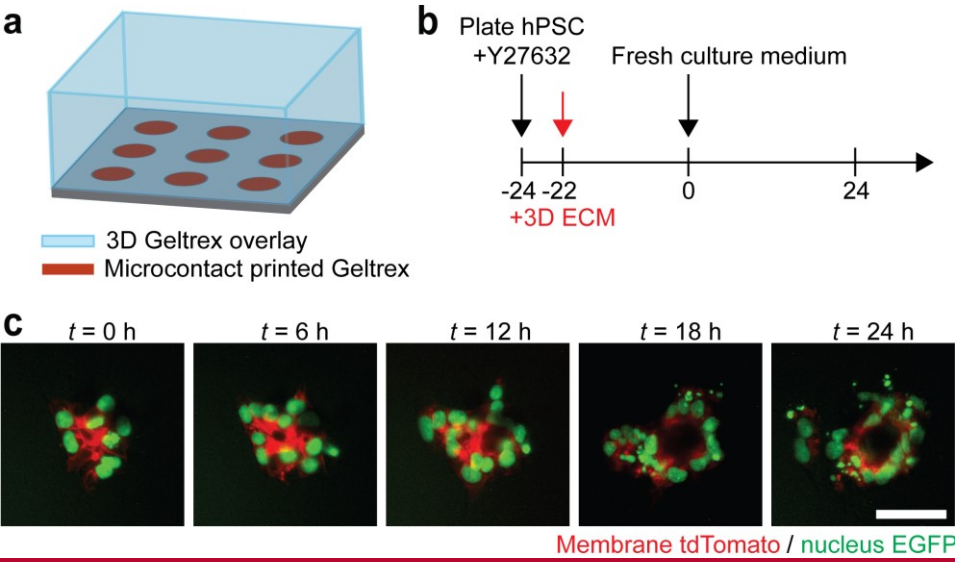 a
3D Geltrex overlay
Microcontact printed Geltrex
b
Plate hPSC
+Y27632
Fresh culture medium
-24 -22 0 24
+3D ECM
c
t = 0 h t = 6 h t = 12 h t = 18 h t = 24 h
Membrane tdTomato / nucleus EGFP